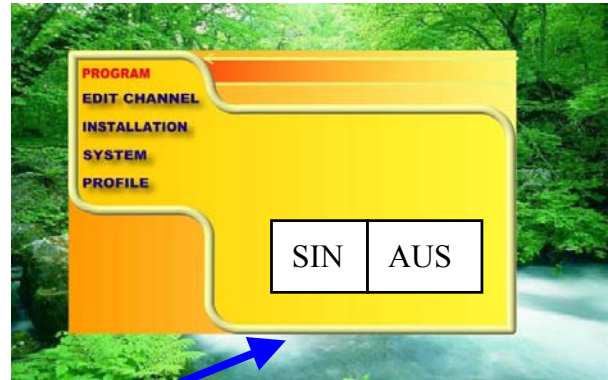 PROGRAM
EDIT CHANNEL
INSTALLATION
SYSTEM
PROFILE
SIN AUS